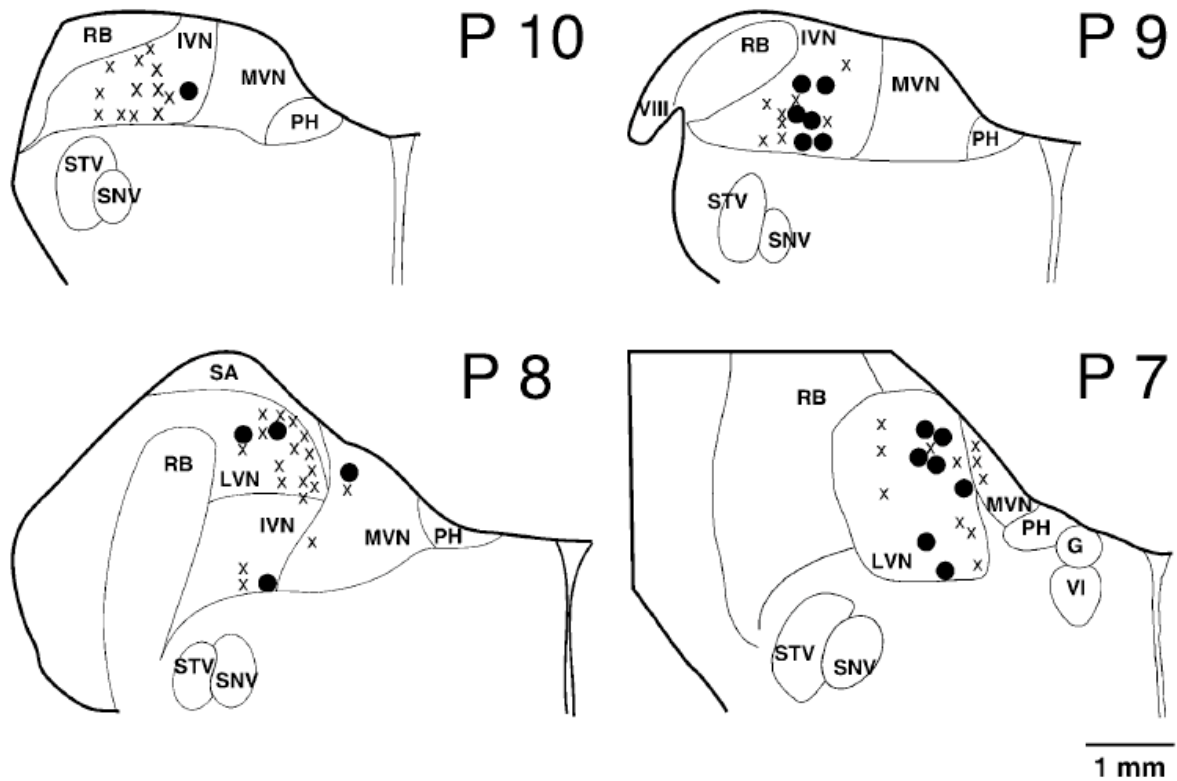 P 10
RB
IVN
MVN
PH
STV
SNV
P 9
RB
IVN
MVN
VIII
PH
STV
SNV
P 8
SA
RB
LVN
IVN
MVN
PH
STV
SNV
P 7
RB
MVN
PH
G
LVN
VI
STV
SNV
1 mm